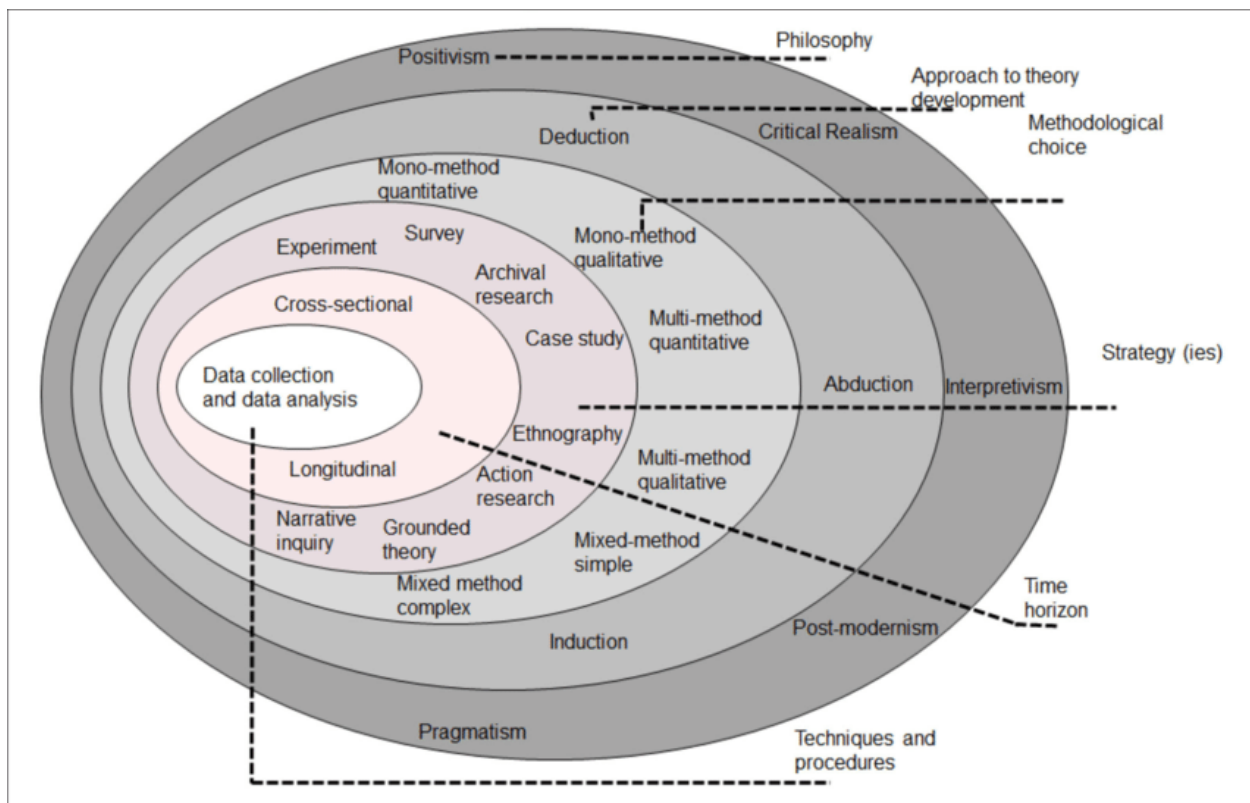 Philosophy
Positivism
Approach to theory
development
Critical Realism
Deduction
Methodological
choice
Mono-method
quantitative
Survey
Experiment
Mono-method
qualitative
Archival
research
Cross-sectional
Multi-method
quantitative
Case study
Strategy (ies)
Data collection
and data analysis
Abduction
Interpretivism
Ethnography
Multi-method
qualitative
Longitudinal
Action
research
Narrative
inquiry
Grounded
theory
Mixed-method
simple
Mixed method
complex
Time
horizon
Post-modernism
Induction
Pragmatism
Techniques and
procedures